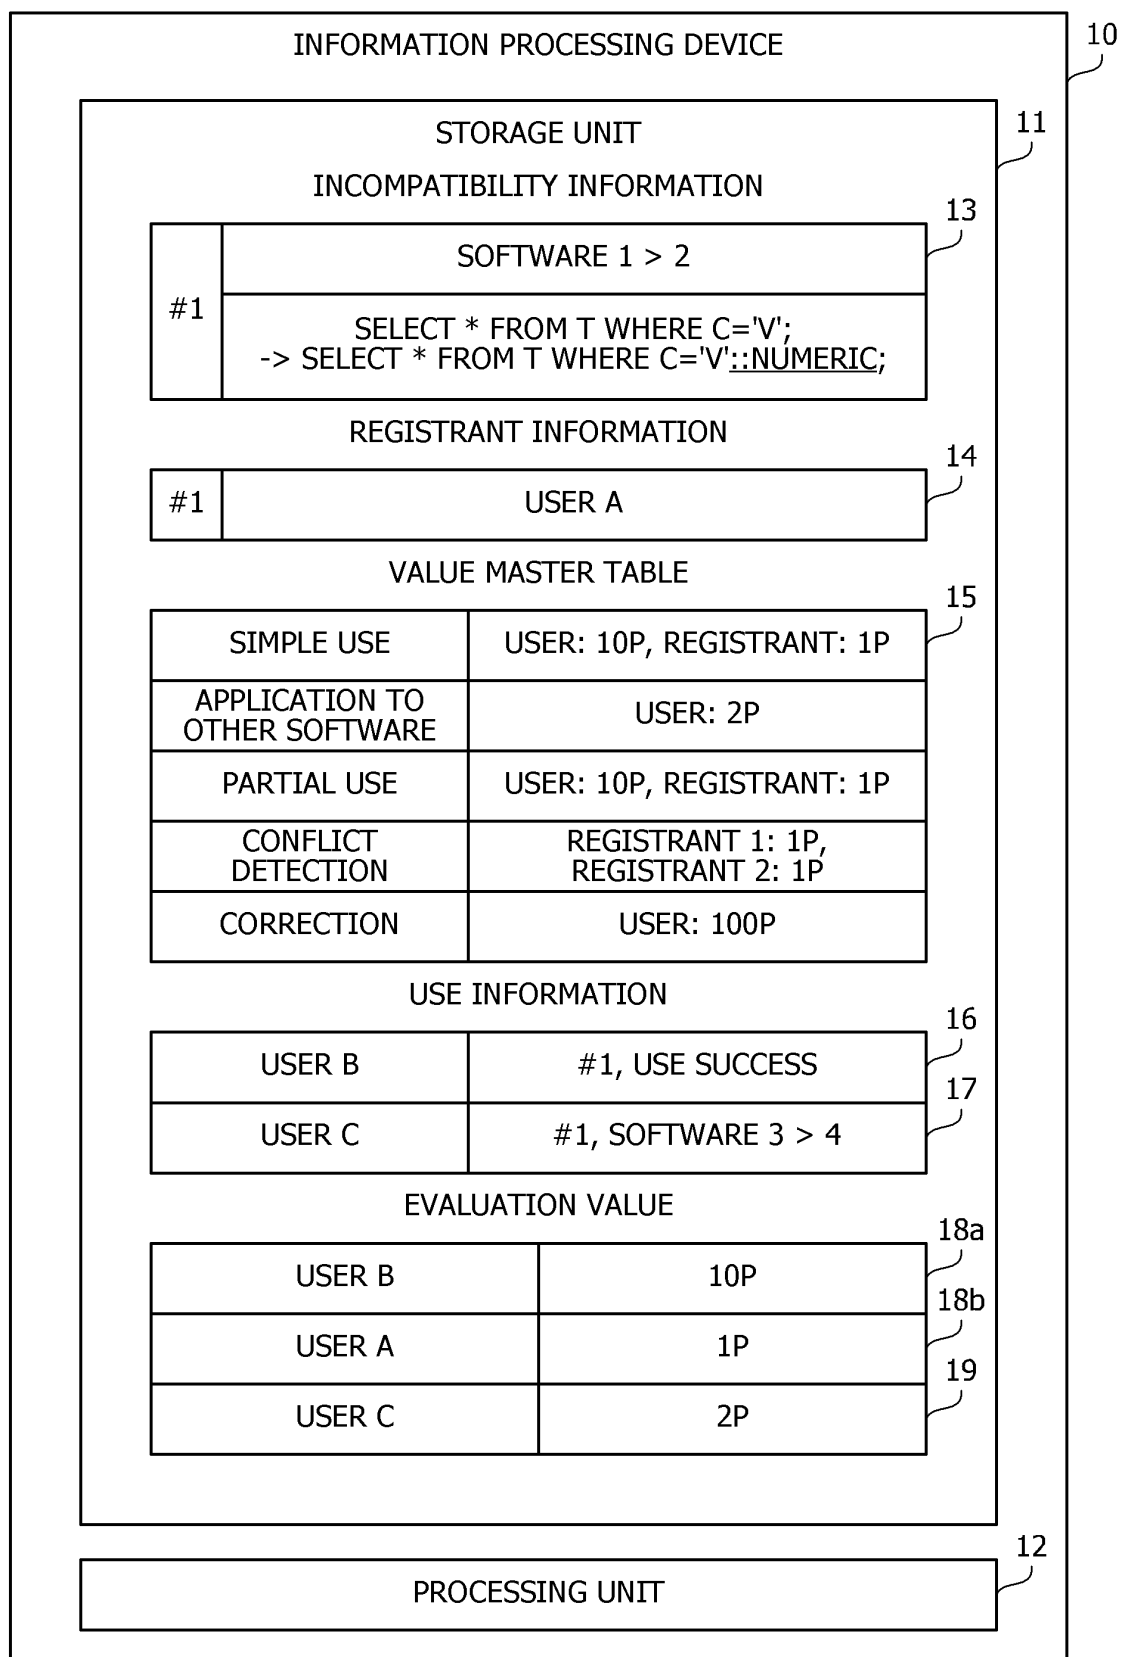 INFORMATION PROCESSING DEVICE
10
STORAGE UNIT
11
INCOMPATIBILITY INFORMATION
13
#1
SOFTWARE 1 > 2
SELECT * FROM T WHERE C='V';
-> SELECT * FROM T WHERE C='V'::NUMERIC;
REGISTRANT INFORMATION
14
#1
USER A
VALUE MASTER TABLE
15
SIMPLE USE
USER: 10P, REGISTRANT: 1P
APPLICATION TO
OTHER SOFTWARE
USER: 2P
PARTIAL USE
USER: 10P, REGISTRANT: 1P
CONFLICT
DETECTION
REGISTRANT 1: 1P,
REGISTRANT 2: 1P
CORRECTION
USER: 100P
USE INFORMATION
16
USER B
#1, USE SUCCESS
17
USER C
#1, SOFTWARE 3 > 4
EVALUATION VALUE
18a
USER B
10P
18b
USER A
1P
19
USER C
2P
12
PROCESSING UNIT